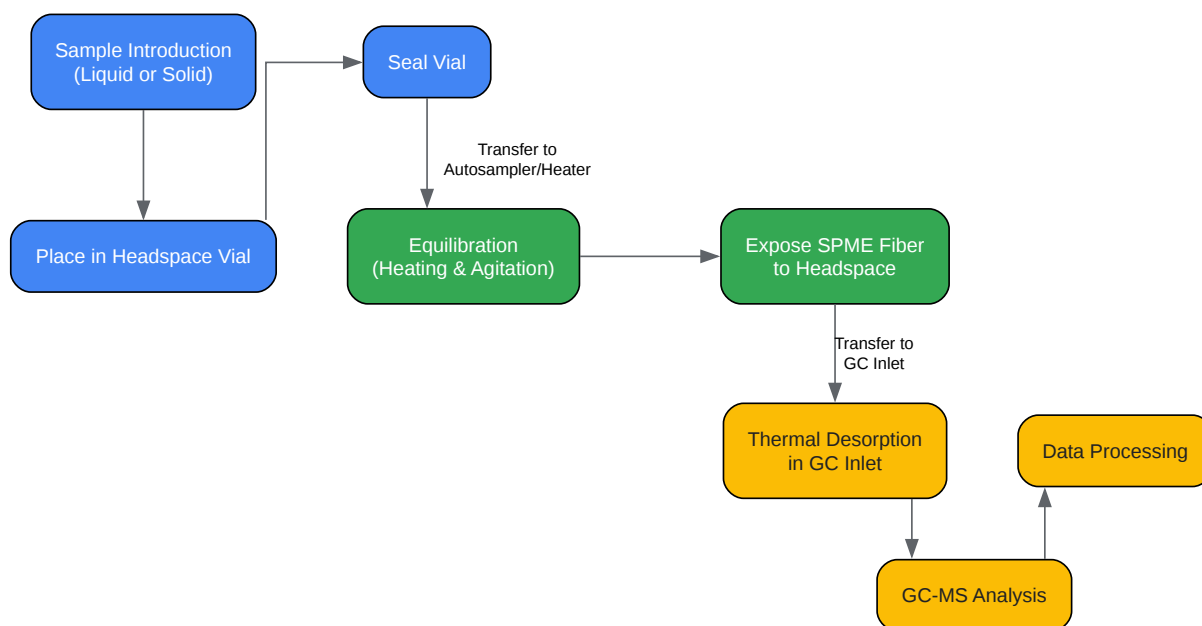 Sample Introduction
(Liquid or Solid)
Place in Headspace Vial
Seal Vial
Transfer to
Autosampler/Heater
Equilibration
(Heating & Agitation)
Expose SPME Fiber
to Headspace
Transfer to
GC Inlet
Thermal Desorption
in GC Inlet
GC-MS Analysis
Data Processing